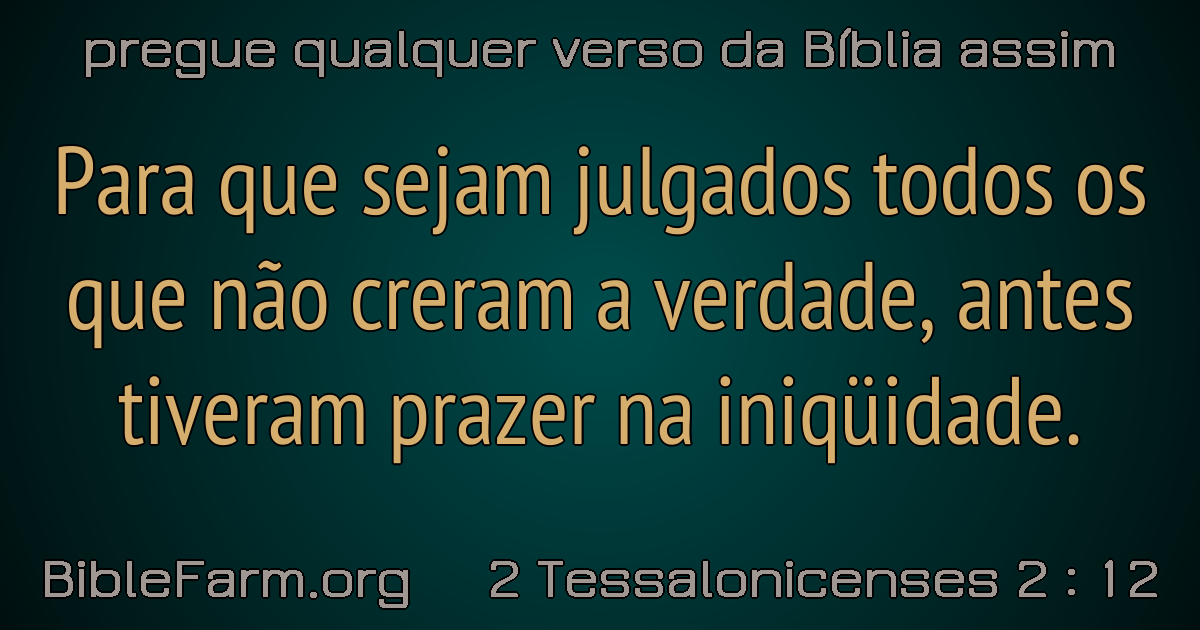 pregue qualquer verso da Bíblia assim
Para que sejam julgados todos os
que não creram a verdade, antes
tiveram prazer na iniqüidade.
BibleFarm.org 2 Tessalonicenses 2 : 12